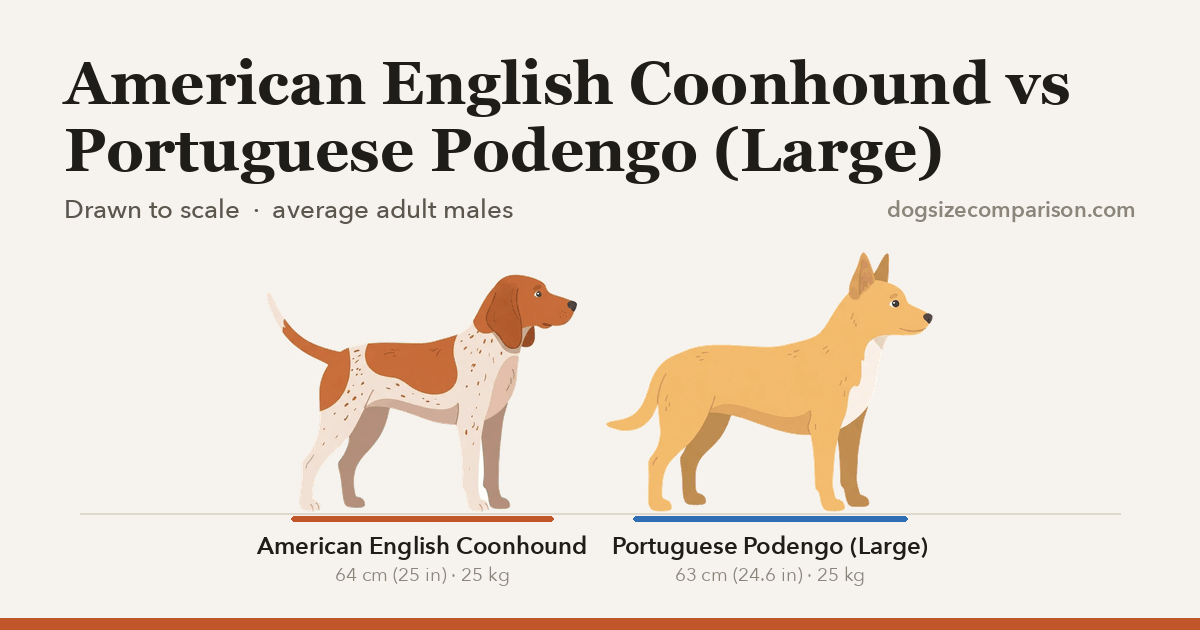 American English Coonhound vs
Portuguese Podengo (Large)
Drawn to scale · average adult males
dogsizecomparison.com
American English Coonhound
64 cm (25 in) · 25 kg
Portuguese Podengo (Large)
63 cm (24.6 in) · 25 kg